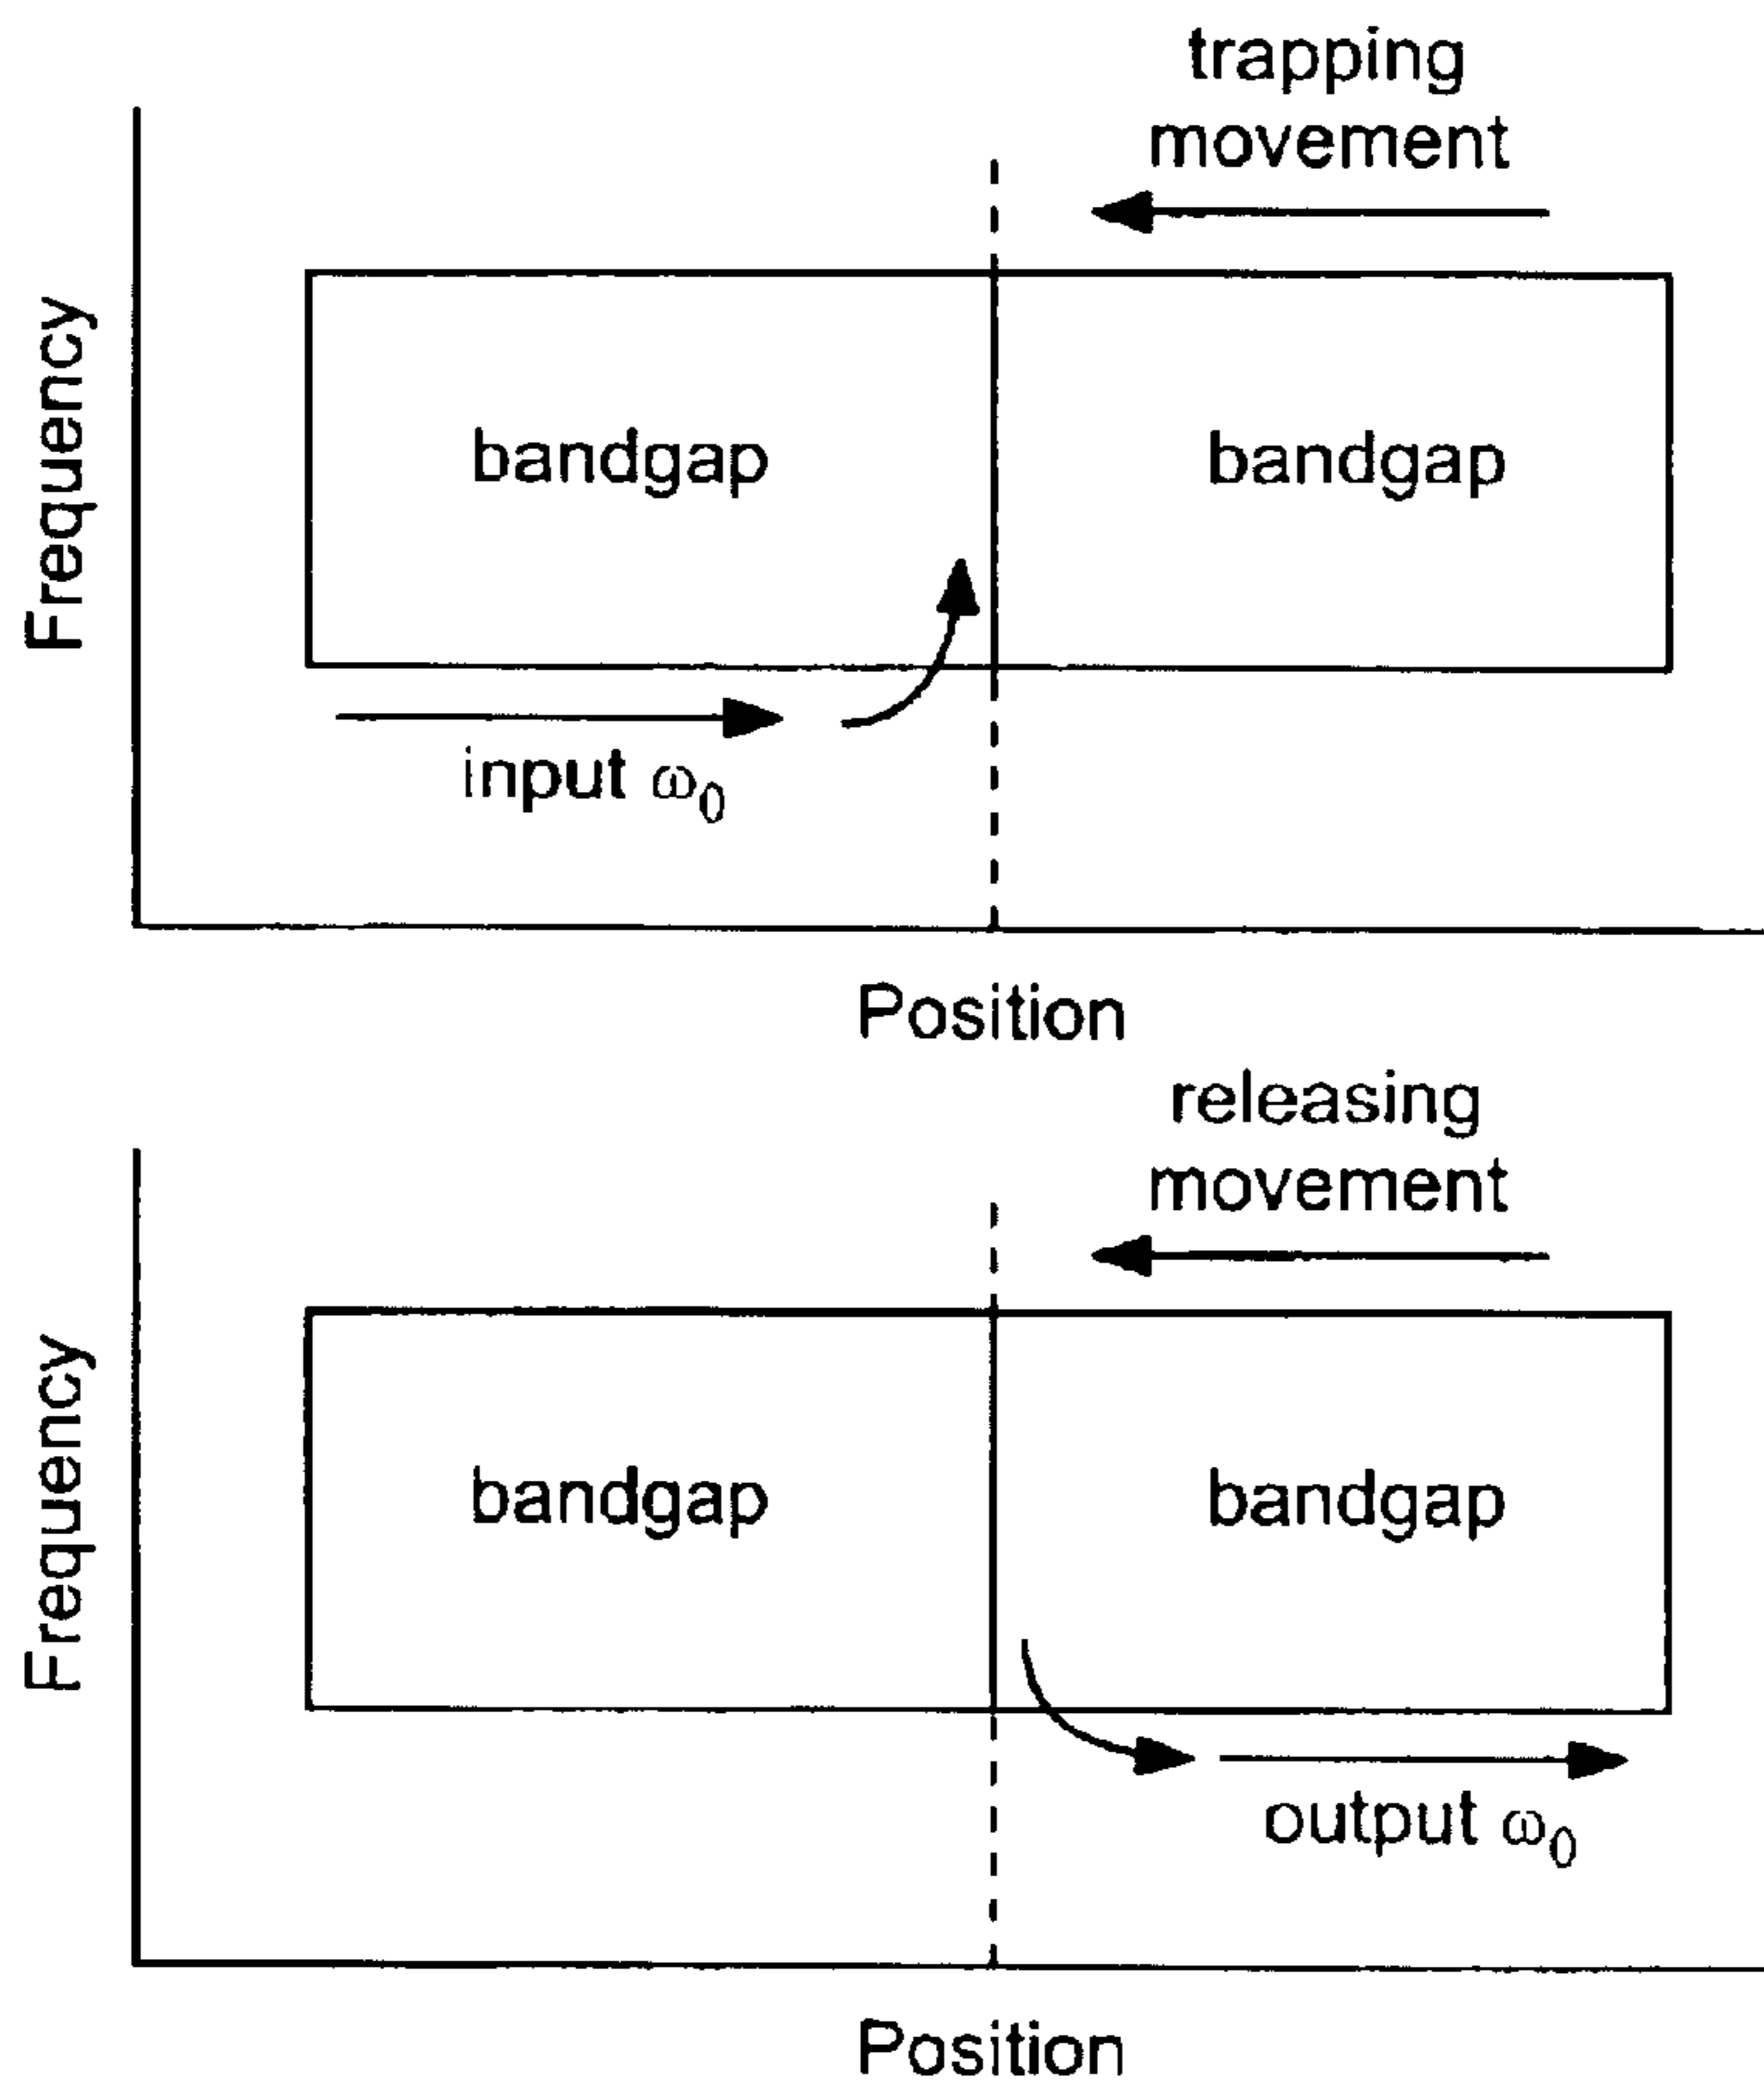 trapping
movement
Frequency
bandgap
bandgap
input ω0
Position
releasing
movement
Frequency
bandgap
bandgap
output ω0
Position